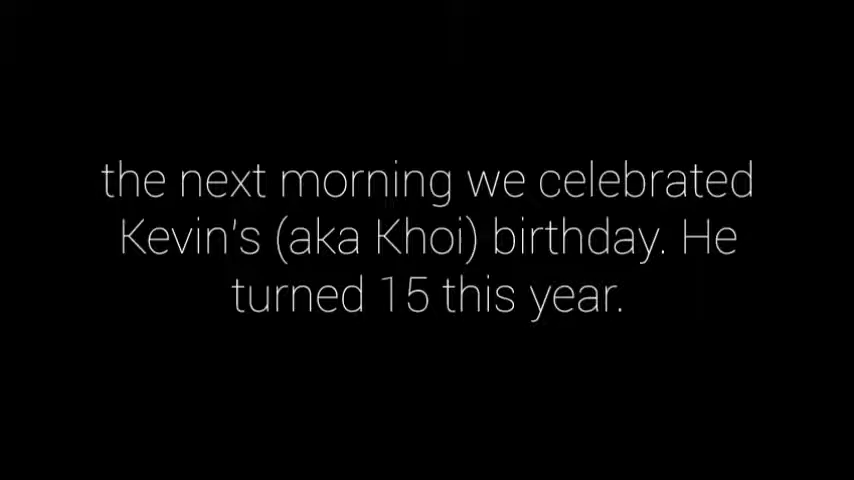 the next morning we celebrated
Kevin's (aka Khoi) birthday. He
turned 15 this year.